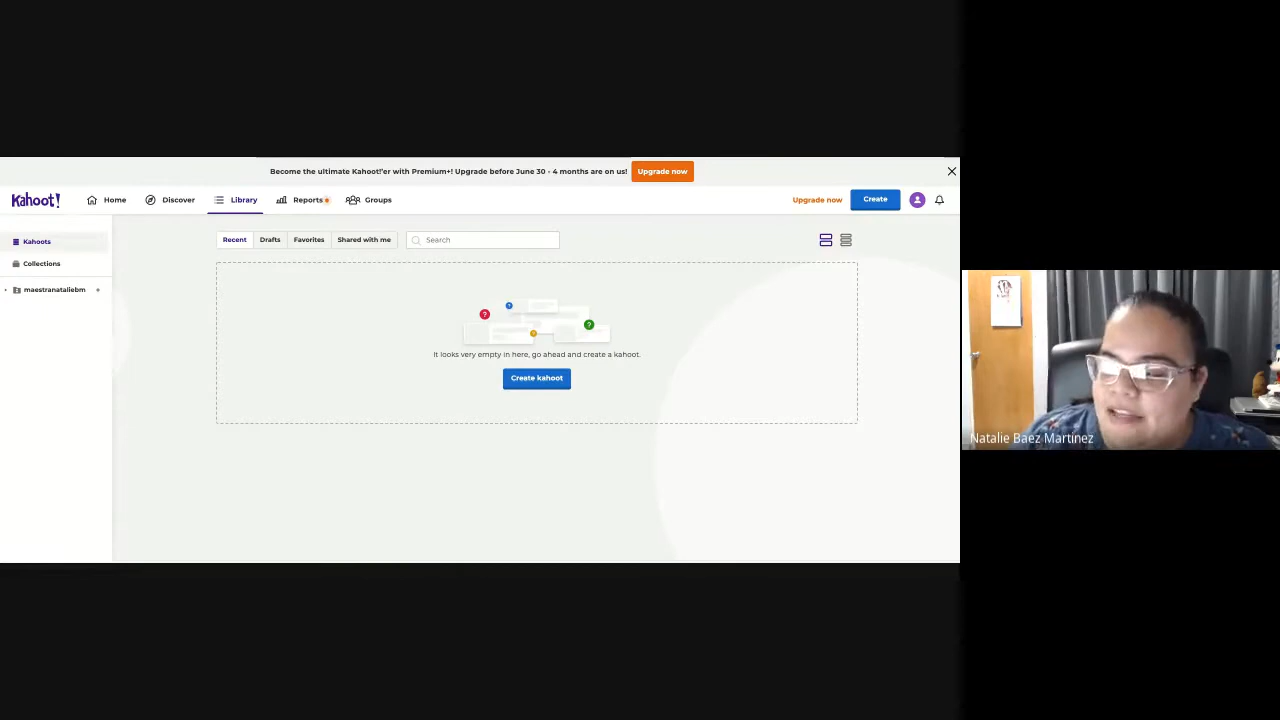 Become the ultimate Kahoot!'er with Premium+! Upgrade before June 30 - 4 months are on us! Upgrade now
Kahoot! Home Discover Library Reports Groups Upgrade now Create
Kahoots
Recent Drafts Favorites Shared with me Search
Collections
maestranataliebm
It looks very empty in here, go ahead and create a kahoot.
Create kahoot
Natalie Baez Martinez